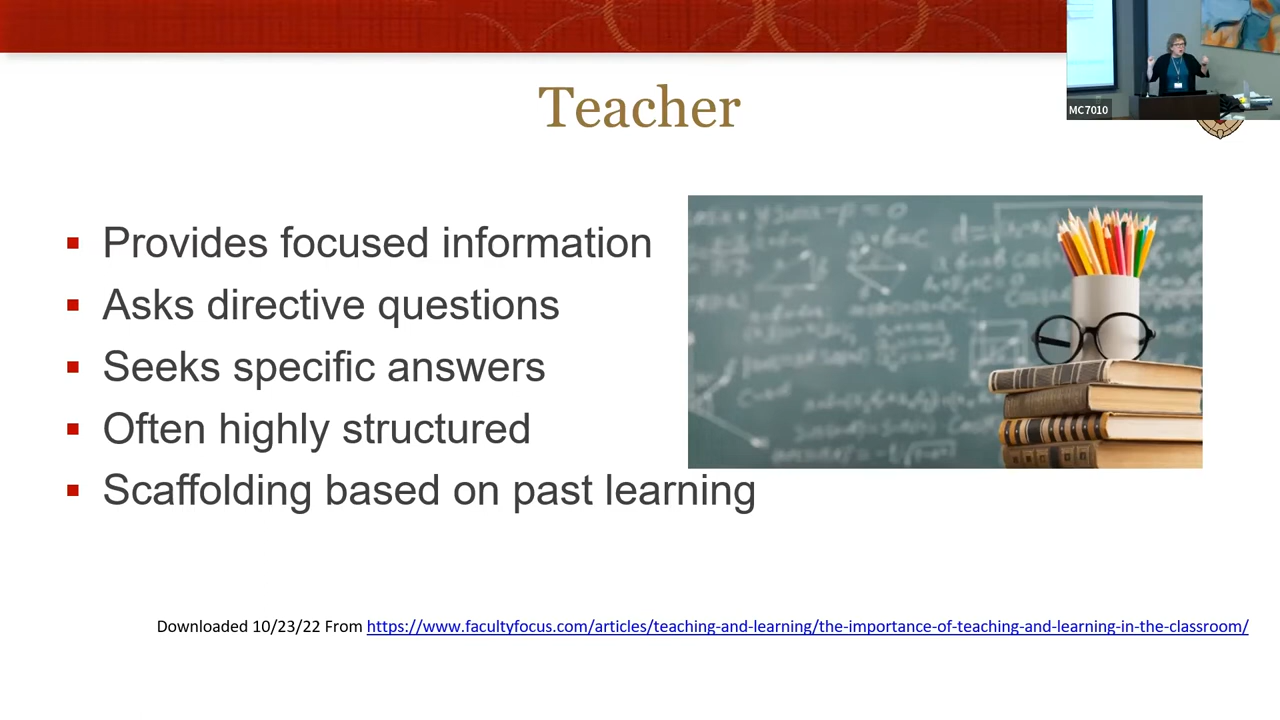 MC7010
Teacher
Provides focused information
Asks directive questions
Seeks specific answers
Often highly structured
Scaffolding based on past learning
Downloaded 10/23/22 From https://www.facultyfocus.com/articles/teaching-and-learning/the-importance-of-teaching-and-learning-in-the-classroom/